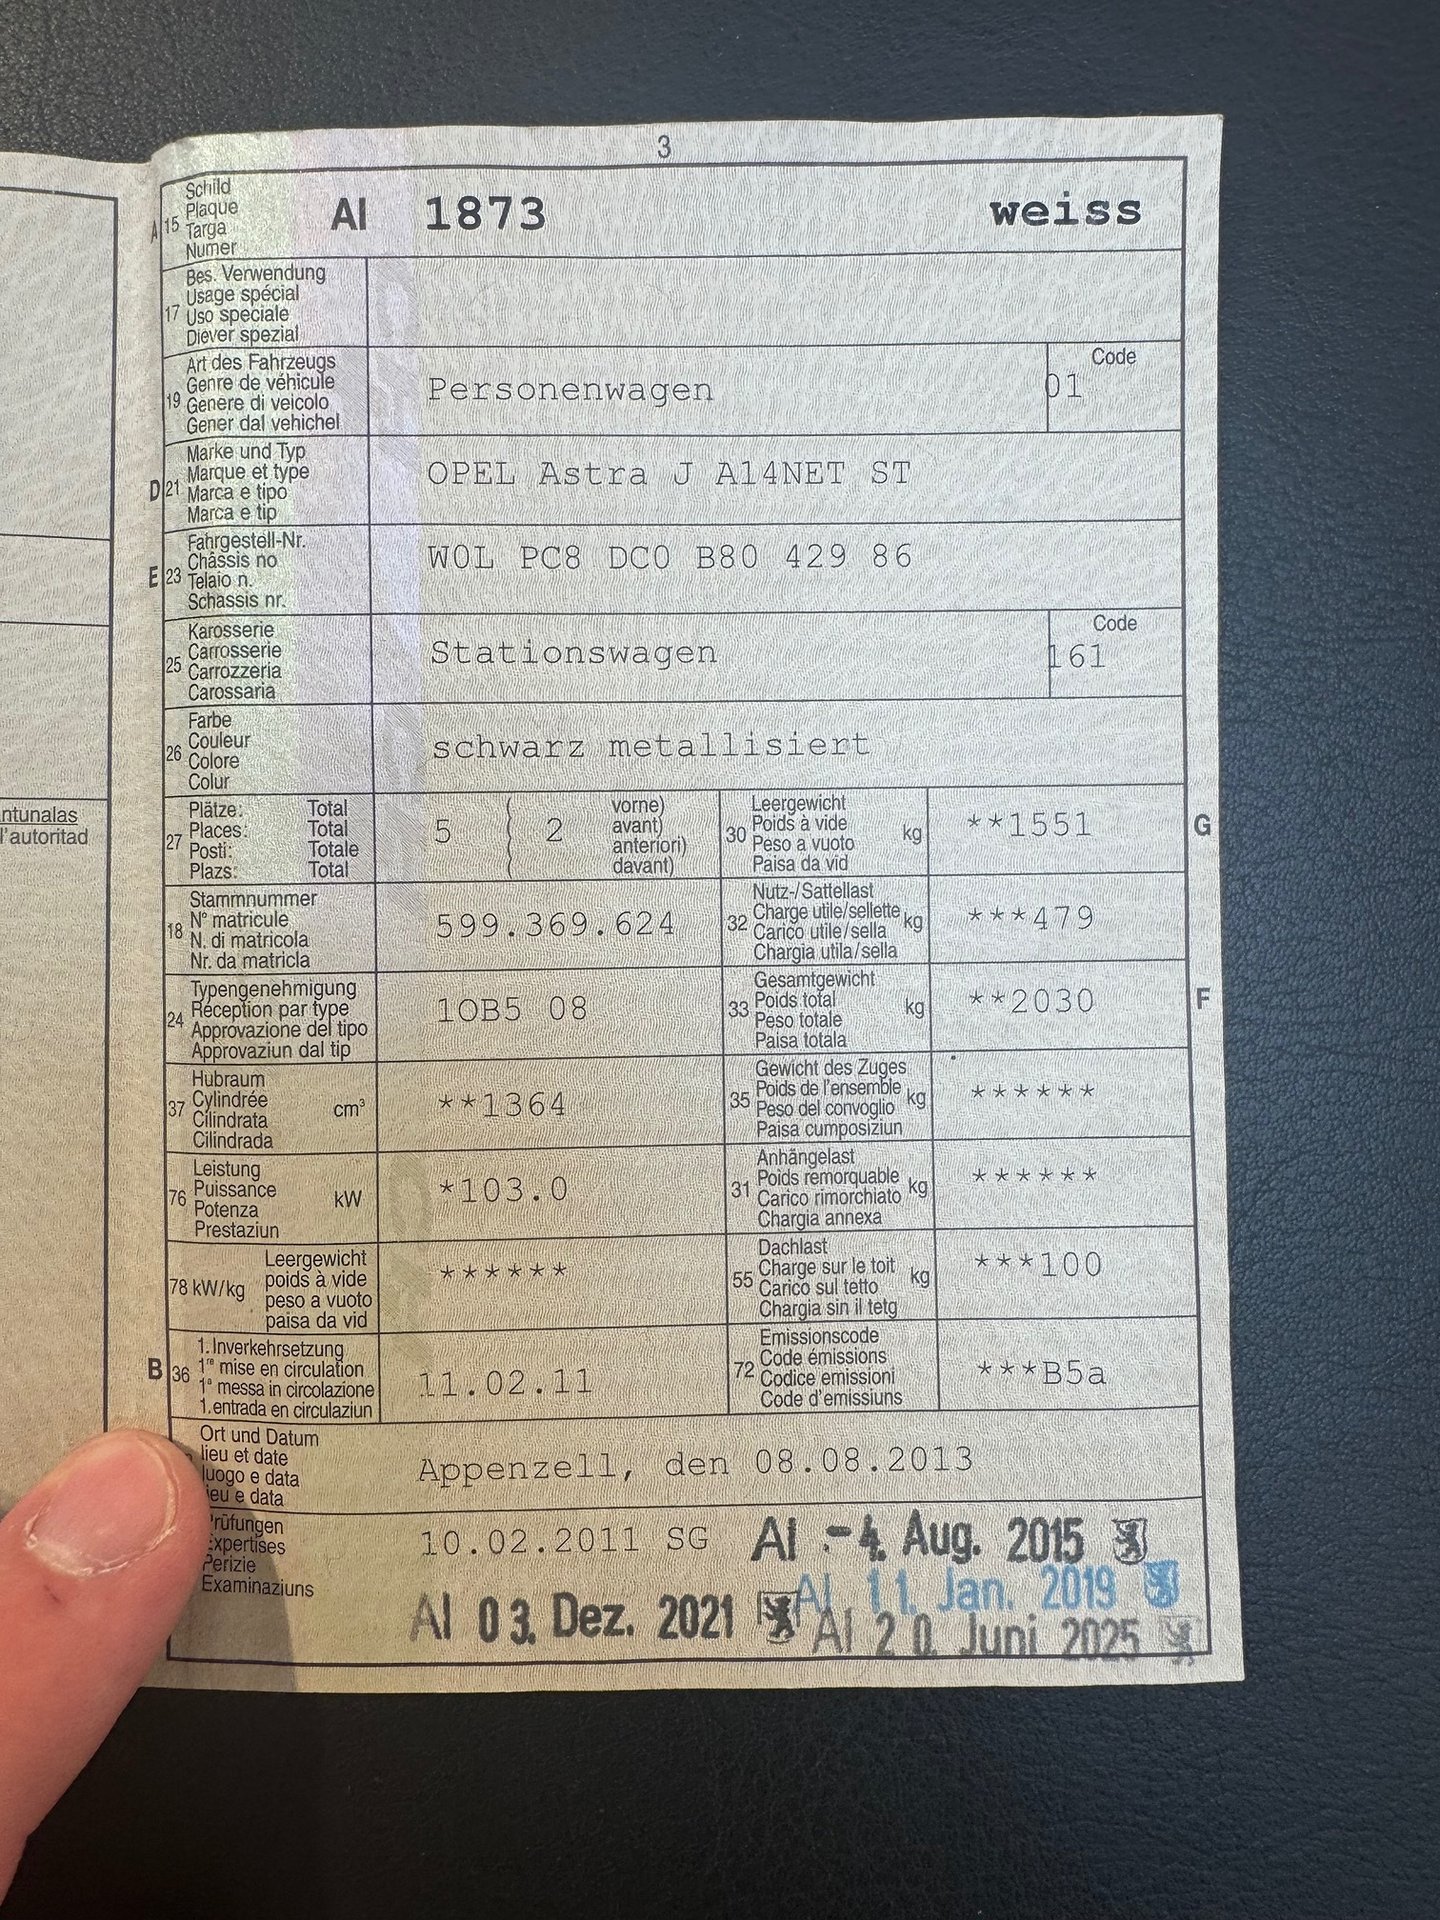 3
A 15 Schild
Plaque
Targa
Numer
AI 1873 weiss
17 Bes. Verwendung
Usage spécial
Uso speciale
Diever spezial
19 Art des Fahrzeugs
Genre de véhicule
Genere di veicolo
Gener dal vehichel
Personenwagen
Code
01
D 21 Marke und Typ
Marque et type
Marca e tipo
Marca e tip
OPEL Astra J A14NET ST
E 23 Fahrgestell-Nr.
Châssis no
Telaio n.
Schassis nr.
W0L PC8 DC0 B80 429 86
25 Karosserie
Carrosserie
Carrozzeria
Carossaria
Stationswagen
Code
161
26 Farbe
Couleur
Colore
Colur
schwarz metallisiert
27 Plätze: Total
Places: Total
Posti: Totale
Plazs: Total
5 ( 2 vorne)
avant)
anteriori)
davant)
30 Leergewicht
Poids à vide
Peso a vuoto
Paisa da vid
kg
**1551
G
18 Stammnummer
N° matricule
N. di matricola
Nr. da matricla
599.369.624
32 Nutz-/Sattellast
Charge utile/sellette
Carico utile/sella
Chargia utila/sella
kg
***479
24 Typengenehmigung
Réception par type
Approvazione del tipo
Approvaziun dal tip
1OB5 08
33 Gesamtgewicht
Poids total
Peso totale
Paisa totala
kg
**2030
F
37 Hubraum
Cylindrée
Cilindrata
Cilindrada
cm³
**1364
35 Gewicht des Zuges
Poids de l'ensemble
Peso del convoglio
Paisa cumposiziun
kg
******
76 Leistung
Puissance
Potenza
Prestaziun
kW
*103.0
31 Anhängelast
Poids remorquable
Carico rimorchiato
Chargia annexa
kg
******
78 kW/kg
Leergewicht
poids à vide
peso a vuoto
paisa da vid
******
55 Dachlast
Charge sur le toit
Carico sul tetto
Chargia sin il tetg
kg
***100
B 36 1. Inverkehrsetzung
1re mise en circulation
1a messa in circolazione
1. entrada en circulaziun
11.02.11
72 Emissionscode
Code émissions
Codice emissioni
Code d'emissiuns
***B5a
Ort und Datum
lieu et date
luogo e data
lieu e data
Appenzell, den 08.08.2013
Prüfungen
Expertises
Perizie
Examinaziuns
10.02.2011 SG
AI -4. Aug. 2015
AI 11. Jan. 2019
AI 03. Dez. 2021
AI 20. Juni 2025
ntunalas
l'autoritad